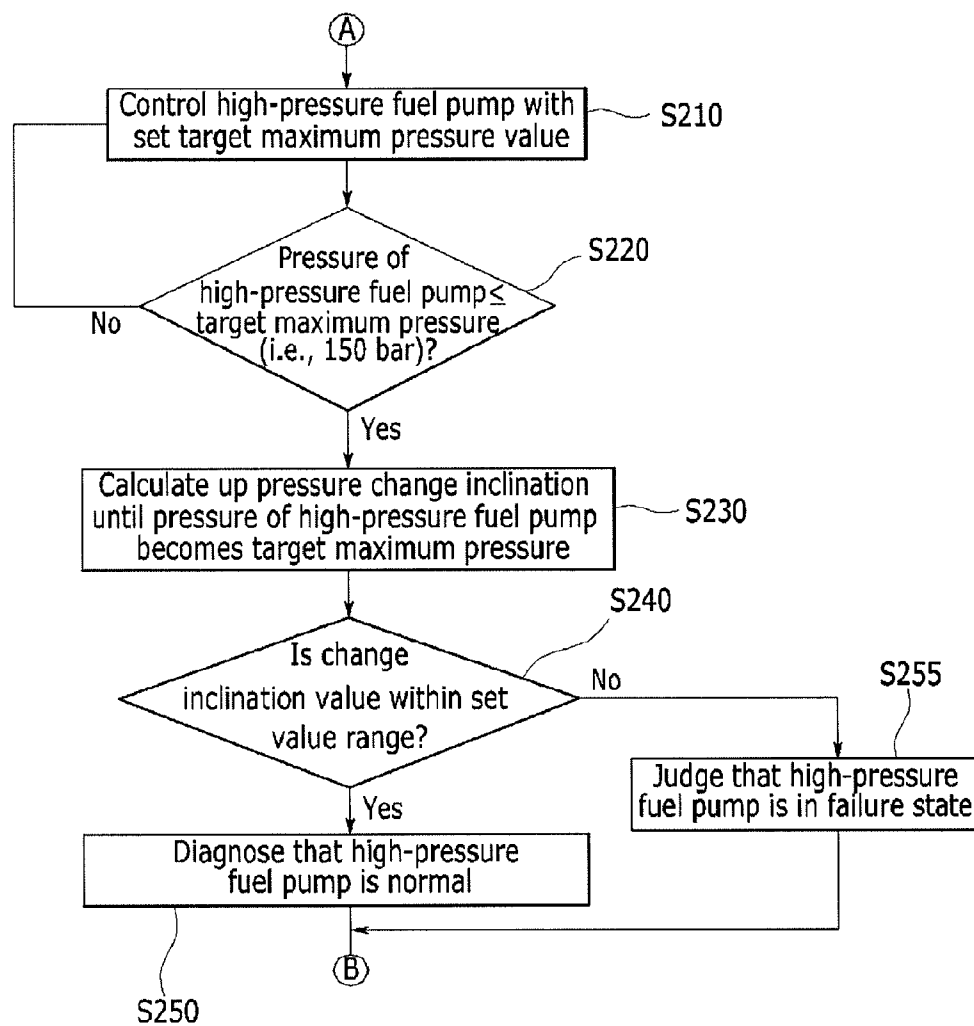 A
Control high-pressure fuel pump with
set target maximum pressure value
S210
Pressure of
high-pressure fuel pump≤
target maximum pressure
(i.e., 150 bar)?
S220
No
Yes
Calculate up pressure change inclination
until pressure of high-pressure fuel pump
becomes target maximum pressure
S230
Is change
inclination value within set
value range?
S240
No
S255
Judge that high-pressure
fuel pump is in failure state
Yes
Diagnose that high-pressure
fuel pump is normal
B
S250